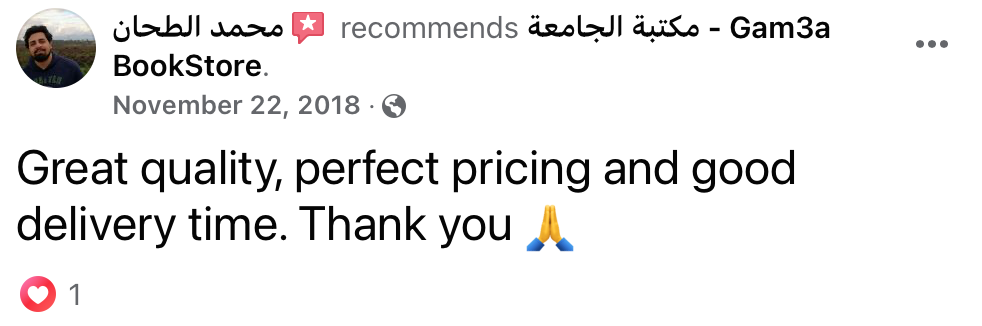 محمد الطحان recommends مكتبة الجامعة - Gam3a
BookStore.
November 22, 2018 ·
Great quality, perfect pricing and good
delivery time. Thank you 🙏
1